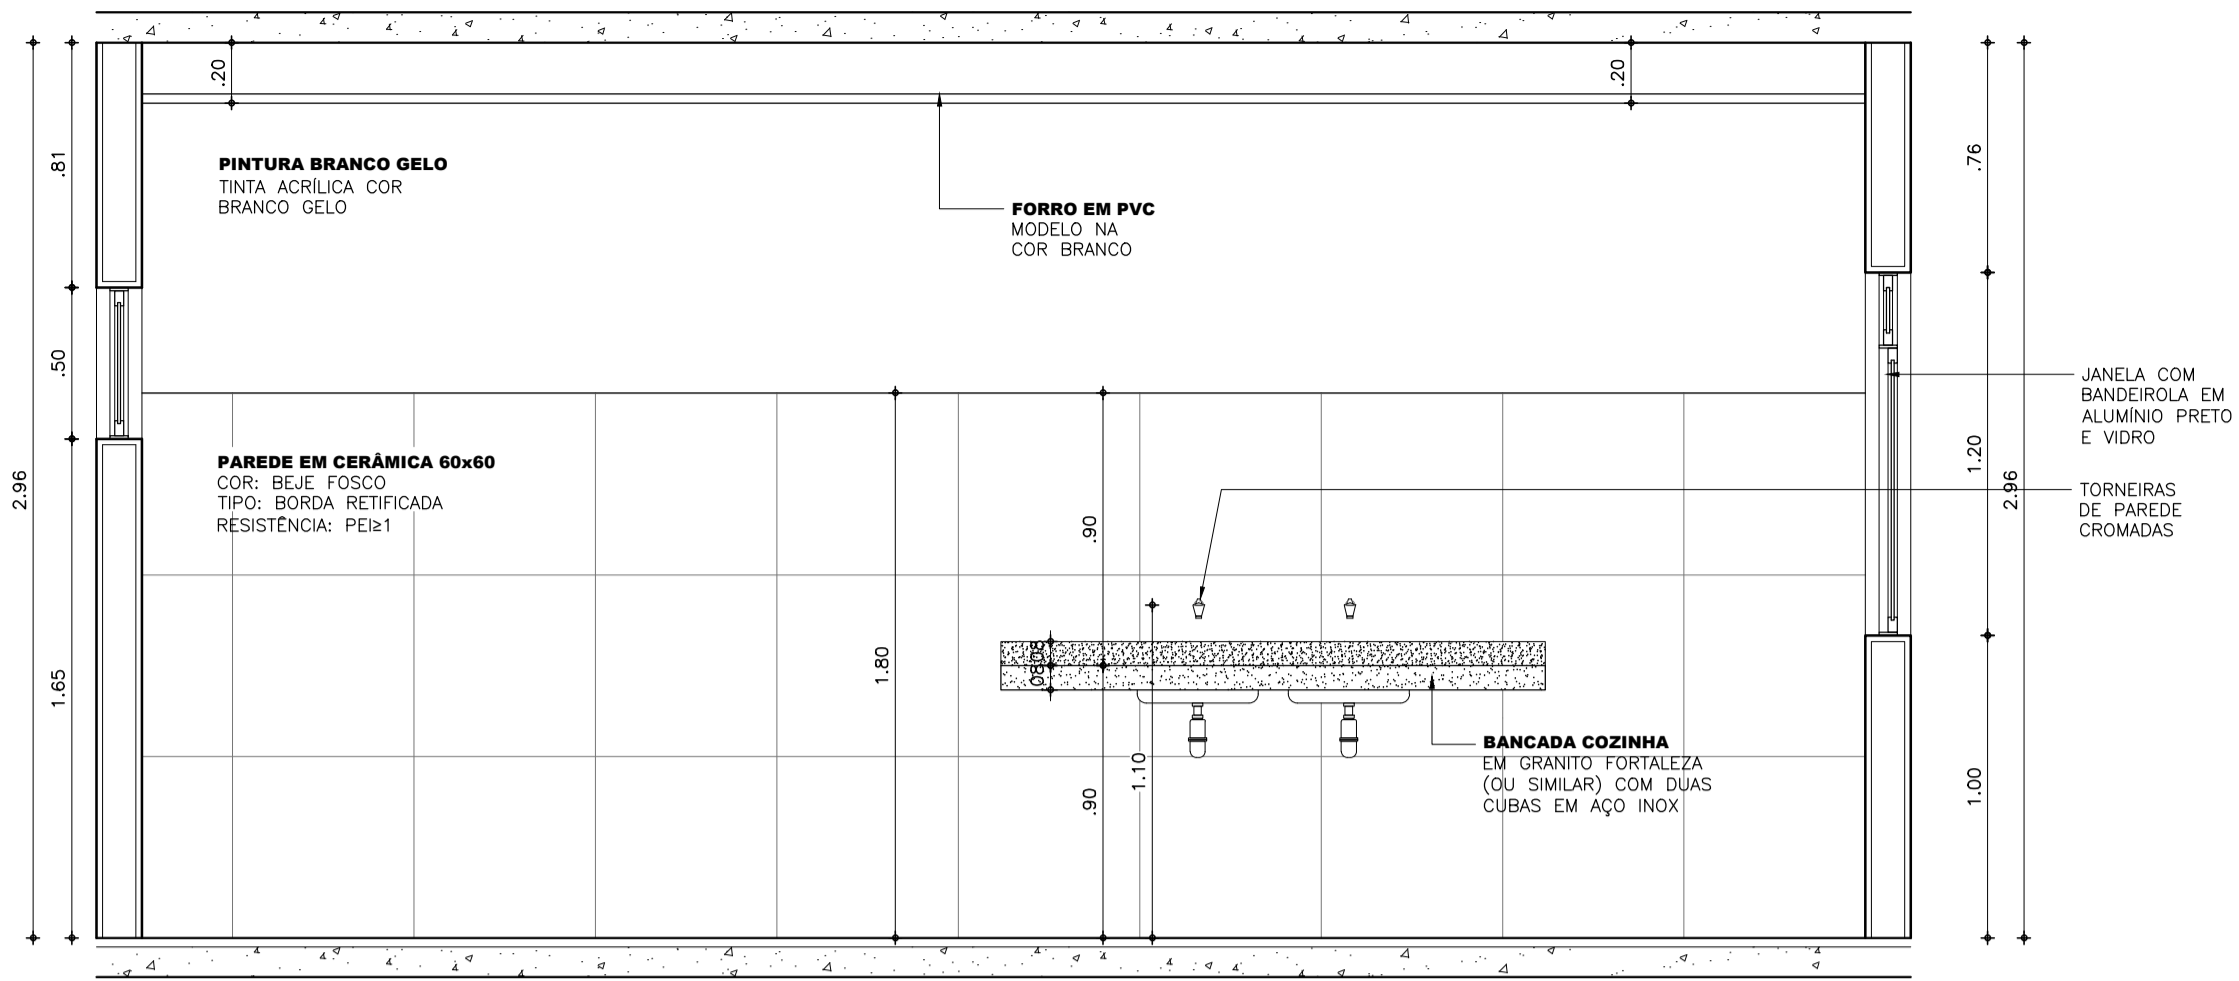 .20
.20
.81
.76
PINTURA BRANCO GELO
TINTA ACRÍLICA COR
BRANCO GELO
FORRO EM PVC
MODELO NA
COR BRANCO
.50
JANELA COM
BANDEIROLA EM
ALUMÍNIO PRETO
E VIDRO
1.20
2.96
2.96
PAREDE EM CERÂMICA 60x60
COR: BEJE FOSCO
TIPO: BORDA RETIFICADA
RESISTÊNCIA: PEI≥1
TORNEIRAS
DE PAREDE
CROMADAS
.90
1.80
.08
.08
1.65
BANCADA COZINHA
EM GRANITO FORTALEZA
(OU SIMILAR) COM DUAS
CUBAS EM AÇO INOX
1.10
.90
1.00